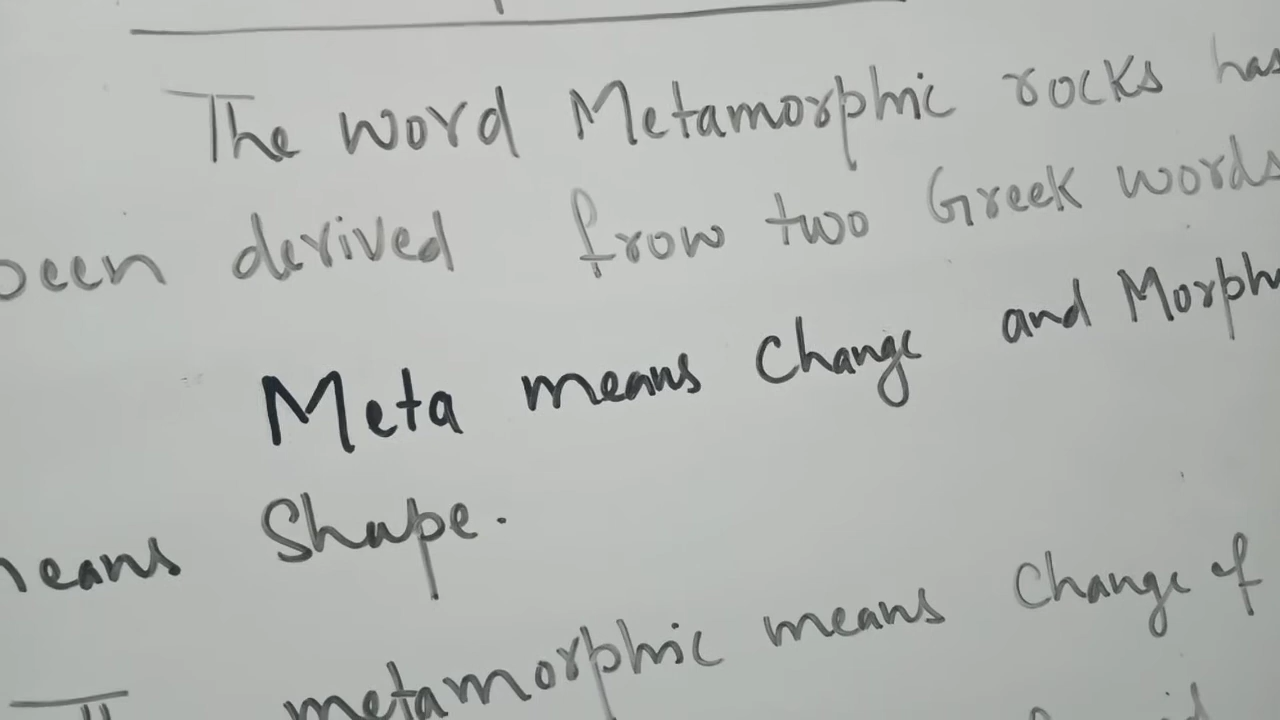 The word Metamorphic rocks has
been derived from two Greek words
Meta means Change and Morph
means Shape.
metamorphic means Change of